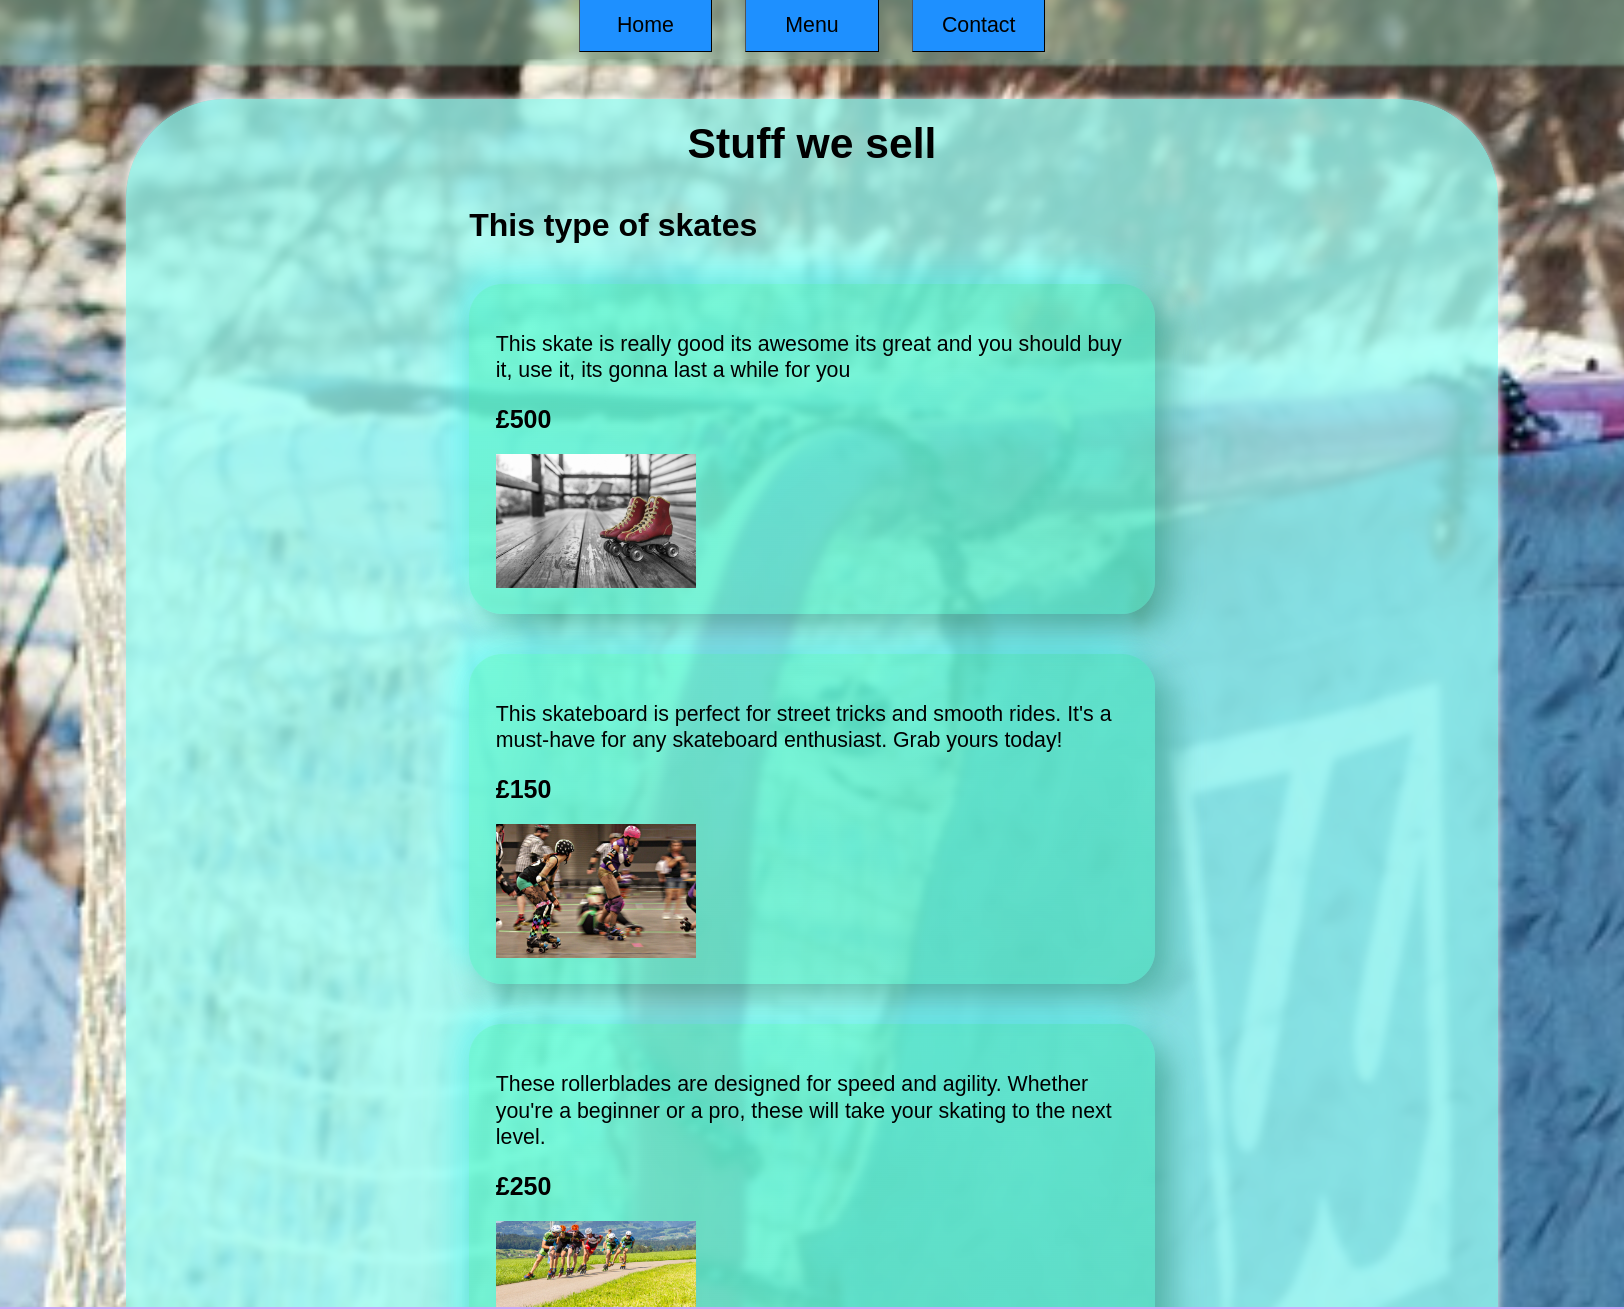 Home
Menu
Contact
Stuff we sell
This type of skates
This skate is really good its awesome its great and you should buy
it, use it, its gonna last a while for you
£500
This skateboard is perfect for street tricks and smooth rides. It's a
must-have for any skateboard enthusiast. Grab yours today!
£150
These rollerblades are designed for speed and agility. Whether
you're a beginner or a pro, these will take your skating to the next
level.
£250